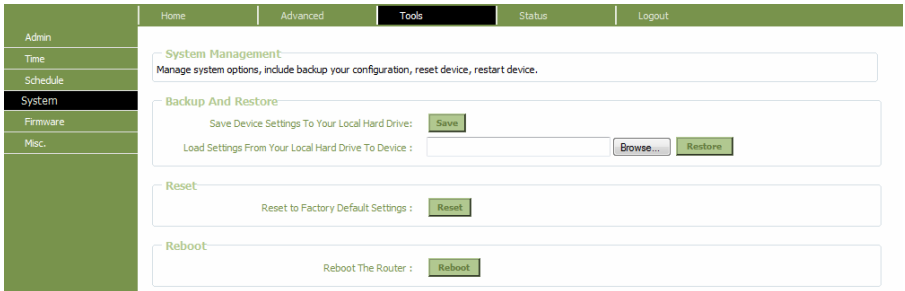 Home Advanced Tools Status Logout
Admin
Time
Schedule
System
Firmware
Misc.
System Management
Manage system options, include backup your configuration, reset device, restart device.
Backup And Restore
Save Device Settings To Your Local Hard Drive: Save
Load Settings From Your Local Hard Drive To Device : Browse... Restore
Reset
Reset to Factory Default Settings : Reset
Reboot
Reboot The Router : Reboot